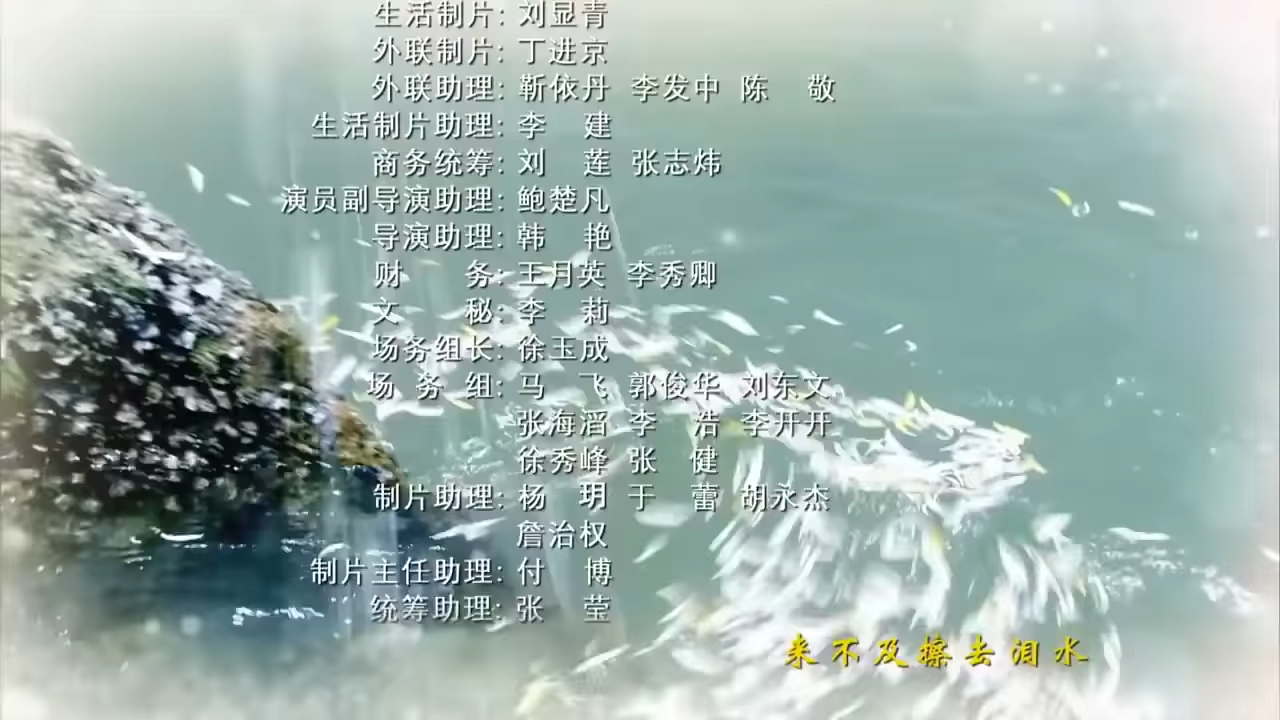 生活制片: 刘显青
外联制片: 丁进京
外联助理: 靳依丹 李发中 陈 敬
生活制片助理: 李 建
商务统筹: 刘 莲 张志炜
演员副导演助理: 鲍楚凡
导演助理: 韩 艳
财 务: 王月英 李秀卿
文 秘: 李 莉
场务组长: 徐玉成
场 务 组: 马 飞 郭俊华 刘东文
张海滔 李 浩 李开开
徐秀峰 张 健
制片助理: 杨 玥 于 蕾 胡永杰
詹治权
制片主任助理: 付 博
统筹助理: 张 莹
来不及擦去泪水